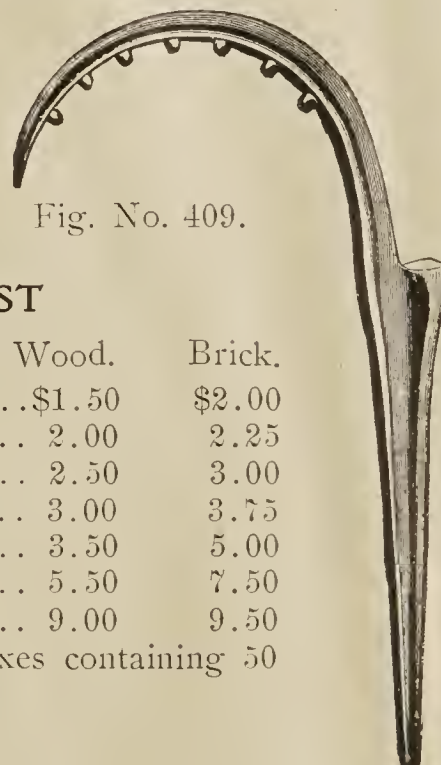 Fig. No. 409.
ST
Wood. Brick.
..$1.50 $2.00
.. 2.00 2.25
.. 2.50 3.00
.. 3.00 3.75
.. 3.50 5.00
.. 5.50 7.50
.. 9.00 9.50
xes containing 50